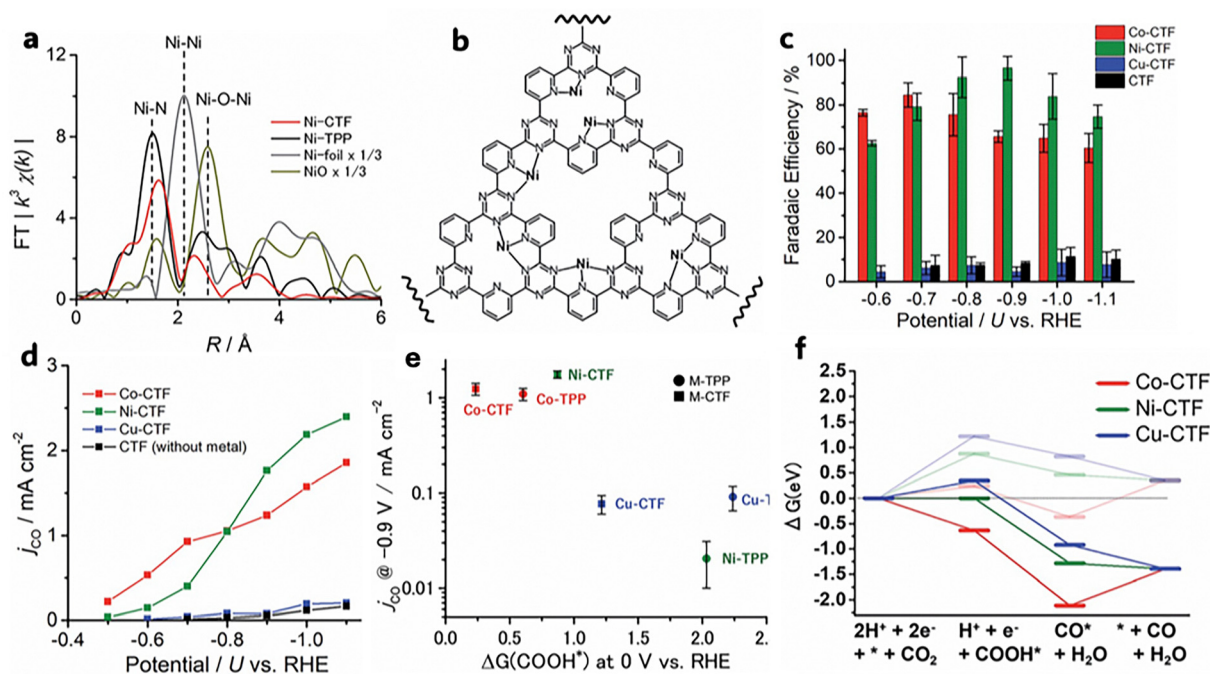 a
Ni-Ni
Ni-N
Ni-O-Ni
Ni-CTF
Ni-TPP
Ni-foil x 1/3
NiO x 1/3
12
8
4
0
FT | k³ χ(k) |
0 2 4 6
R / Å
b
N N N
Ni
Ni
Ni
Ni
Ni
Ni
c
Co-CTF
Ni-CTF
Cu-CTF
CTF
100
80
60
40
20
0
Faradaic Efficiency / %
-0.6 -0.7 -0.8 -0.9 -1.0 -1.1
Potential / U vs. RHE
d
Co-CTF
Ni-CTF
Cu-CTF
CTF (without metal)
3
2
1
0
jCO / mA cm⁻²
-0.4 -0.6 -0.8 -1.0
Potential / U vs. RHE
e
Ni-CTF
M-TPP
M-CTF
Co-CTF
Co-TPP
Cu-CTF
Cu-T
Ni-TPP
1
0.1
0.01
jCO @ −0.9 V / mA cm⁻²
0.0 0.5 1.0 1.5 2.0 2.
ΔG(COOH*) at 0 V vs. RHE
f
Co-CTF
Ni-CTF
Cu-CTF
2.5
2.0
1.5
1.0
0.5
0.0
-0.5
-1.0
-1.5
-2.0
Δ G(eV)
2H⁺ + 2e⁻ H⁺ + e⁻ CO* * + CO
+ * + CO₂ + COOH* + H₂O + H₂O